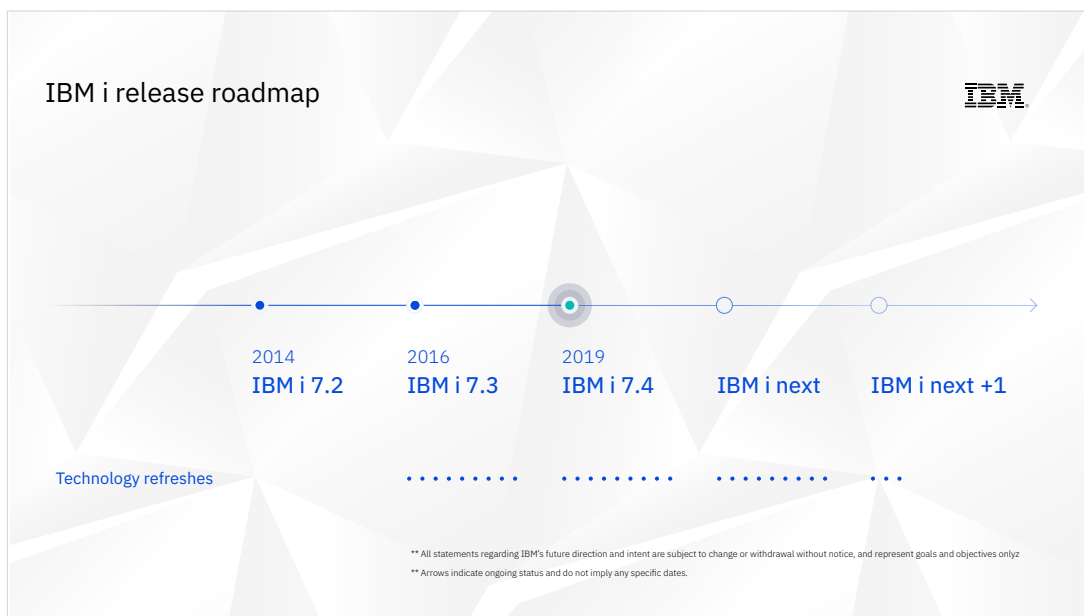 IBM i release roadmap
IBM®
2014
IBM i 7.2
2016
IBM i 7.3
2019
IBM i 7.4
IBM i next
IBM i next +1
Technology refreshes
** All statements regarding IBM's future direction and intent are subject to change or withdrawal without notice, and represent goals and objectives onlyz
** Arrows indicate ongoing status and do not imply any specific dates.